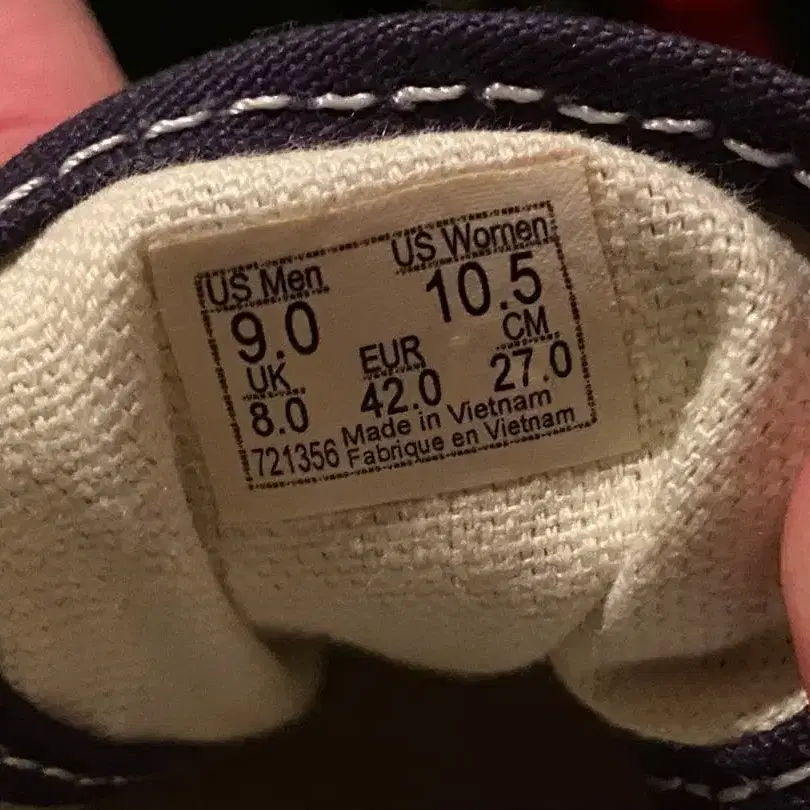 US Men US Women
9.0 10.5
UK EUR CM
8.0 42.0 27.0
Made in Vietnam
721356 Fabrique en Vietnam